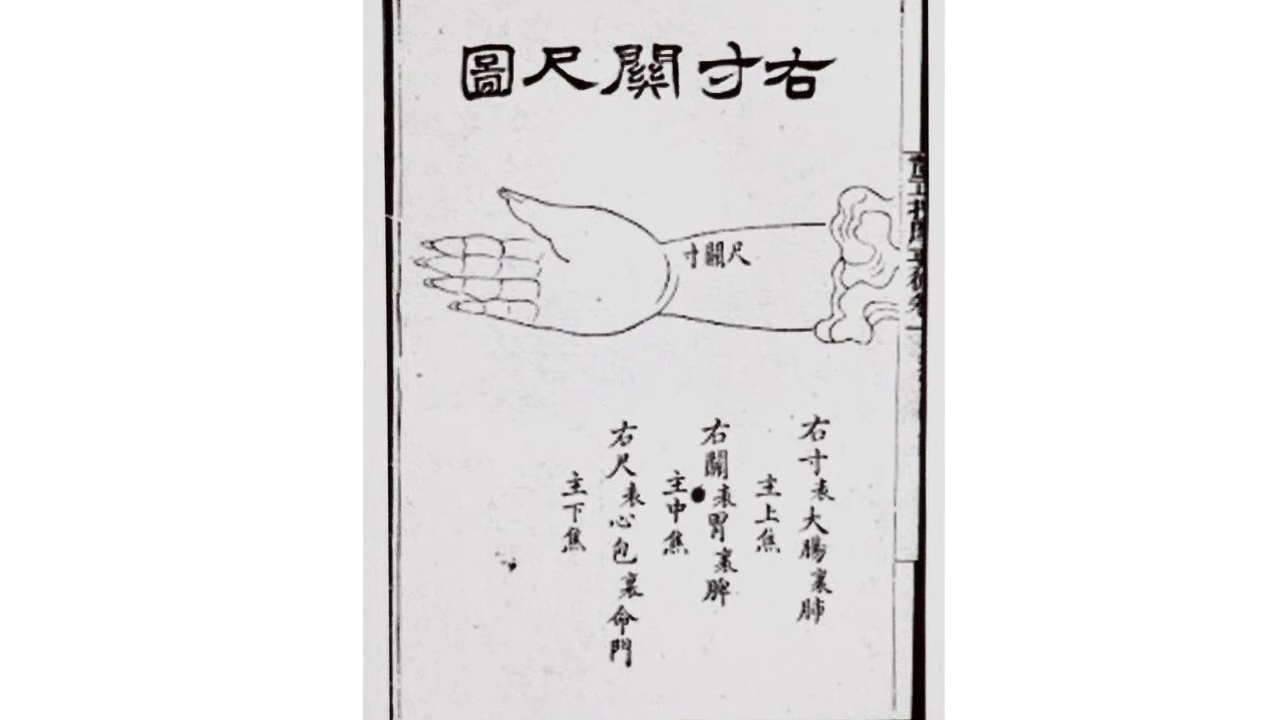 右寸關尺圖
寸關尺
右寸表大腸裏肺
主上焦
右關表胃裏脾
主中焦
右尺表心包裏命門
主下焦